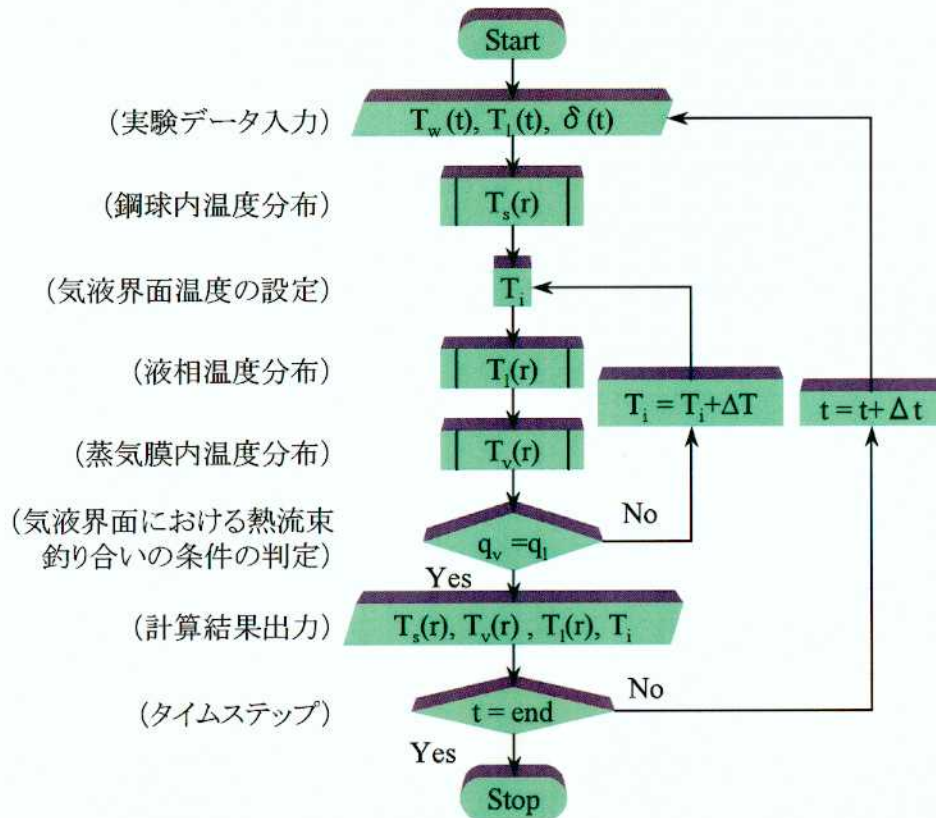 Start
(実験データ入力)
T_w(t), T_l(t), δ(t)
(鋼球内温度分布)
T_s(r)
(気液界面温度の設定)
T_i
(液相温度分布)
T_l(r)
T_i = T_i+ΔT
t = t+Δt
(蒸気膜内温度分布)
T_v(r)
(気液界面における熱流束
釣り合いの条件の判定)
q_v =q_l
No
Yes
(計算結果出力)
T_s(r), T_v(r) , T_l(r), T_i
(タイムステップ)
t = end
No
Yes
Stop